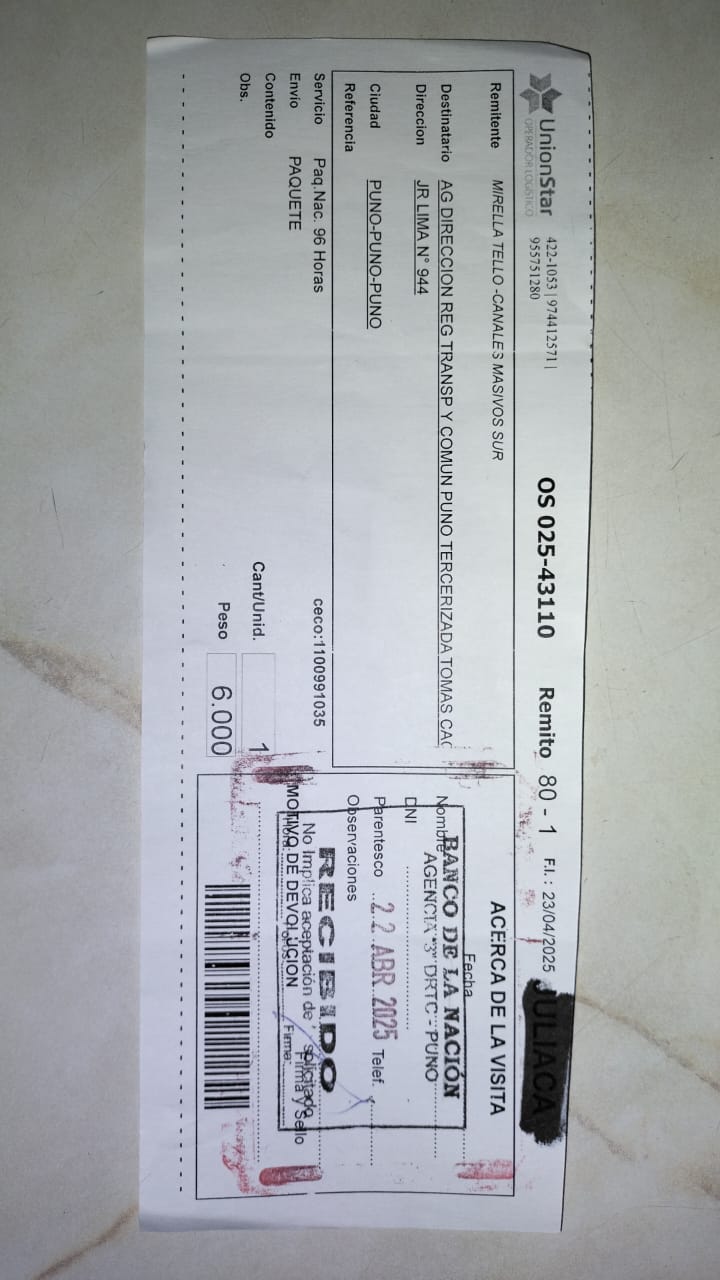 UnionStar
OPERADOR LOGÍSTICO
422-1053 | 974412571 |
955751280
OS 025-43110
Remito 80 - 1
F.I.: 23/04/2025
JULIACA
Remitente MIRELLA TELLO -CANALES MASIVOS SUR
Destinatario AG DIRECCION REG TRANSP Y COMUN PUNO TERCERIZADA TOMAS CAC
Direccion JR LIMA N° 944
Ciudad PUNO-PUNO-PUNO
Referencia
Servicio Paq.Nac. 96 Horas ceco:1100991035
Envio PAQUETE
Contenido
Cant/Unid. 1
Obs.
Peso 6.000
ACERCA DE LA VISITA
Fecha
Nombre
BANCO DE LA NACIÓN
AGENCIA "3" DRTC - PUNO
DNI
Parentesco
22 ABR 2025
Telef.
Observaciones
RECIBIDO
No Implica aceptación de lo solicitado
MOTIVO DE DEVOLUCION
Firma:
Firma y Sello